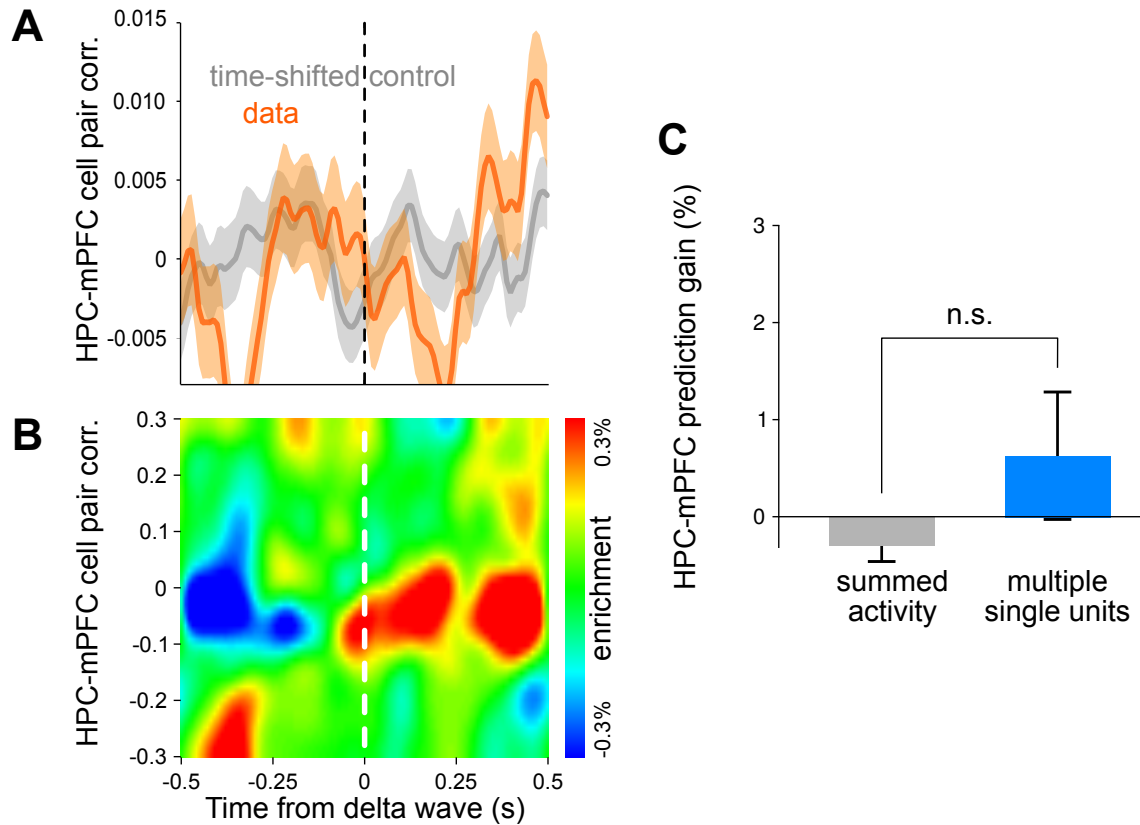 A
HPC-mPFC cell pair corr.
0.015
0.010
0.005
0
-0.005
time-shifted control
data
B
HPC-mPFC cell pair corr.
0.3
0.2
0.1
0
-0.1
-0.2
-0.3
-0.5
-0.25
0
0.25
0.5
Time from delta wave (s)
0.3%
enrichment
-0.3%
C
HPC-mPFC prediction gain (%)
3
2
1
0
n.s.
summed
activity
multiple
single units